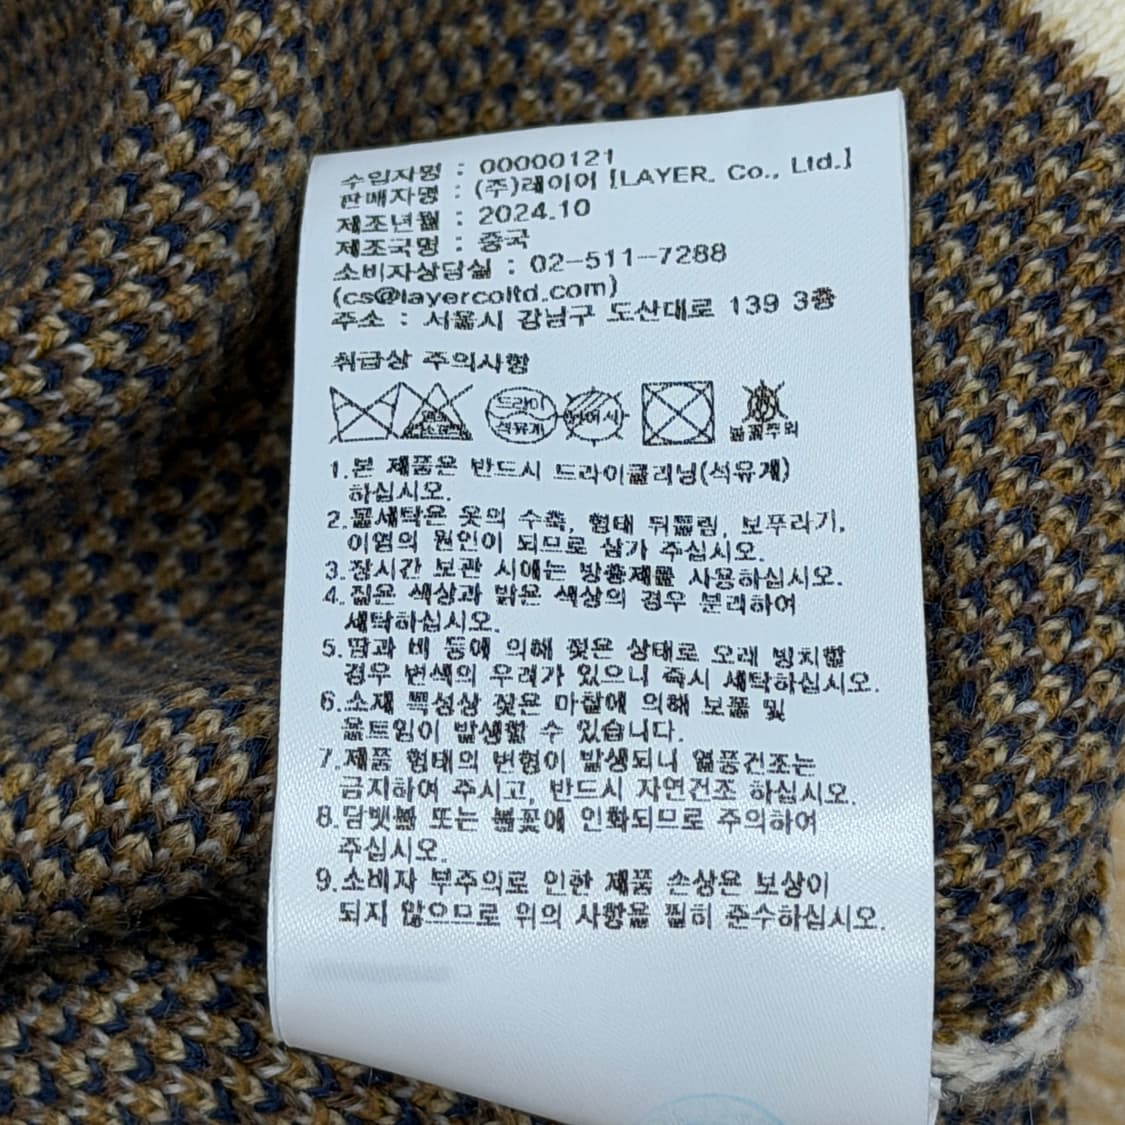 수입자명 : 00000121
판매자명 : (주)레이어 [LAYER. Co., Ltd.]
제조년월 : 2024.10
제조국명 : 중국
소비자상담실 : 02-511-7288
(cs@layercoltd.com)
주소 : 서울시 강남구 도산대로 139 3층
취급상 주의사항
드라이
석유계
불꽃주의
1.본 제품은 반드시 드라이클리닝(석유계)
하십시오.
2.물세탁은 옷의 수축, 형태 뒤틀림, 보푸라기,
이염의 원인이 되므로 삼가 주십시오.
3.장시간 보관 시에는 방충제를 사용하십시오.
4.짙은 색상과 밝은 색상의 경우 분리하여
세탁하십시오.
5.땀과 비 등에 의해 젖은 상태로 오래 방치할
경우 변색의 우려가 있으니 즉시 세탁하십시오.
6.소재 특성상 잦은 마찰에 의해 보풀 및
올트임이 발생할 수 있습니다.
7.제품 형태의 변형이 발생되니 열풍건조는
금지하여 주시고, 반드시 자연건조 하십시오.
8.담뱃불 또는 불꽃에 인화되므로 주의하여
주십시오.
9.소비자 부주의로 인한 제품 손상은 보상이
되지 않으므로 위의 사항을 필히 준수하십시오.